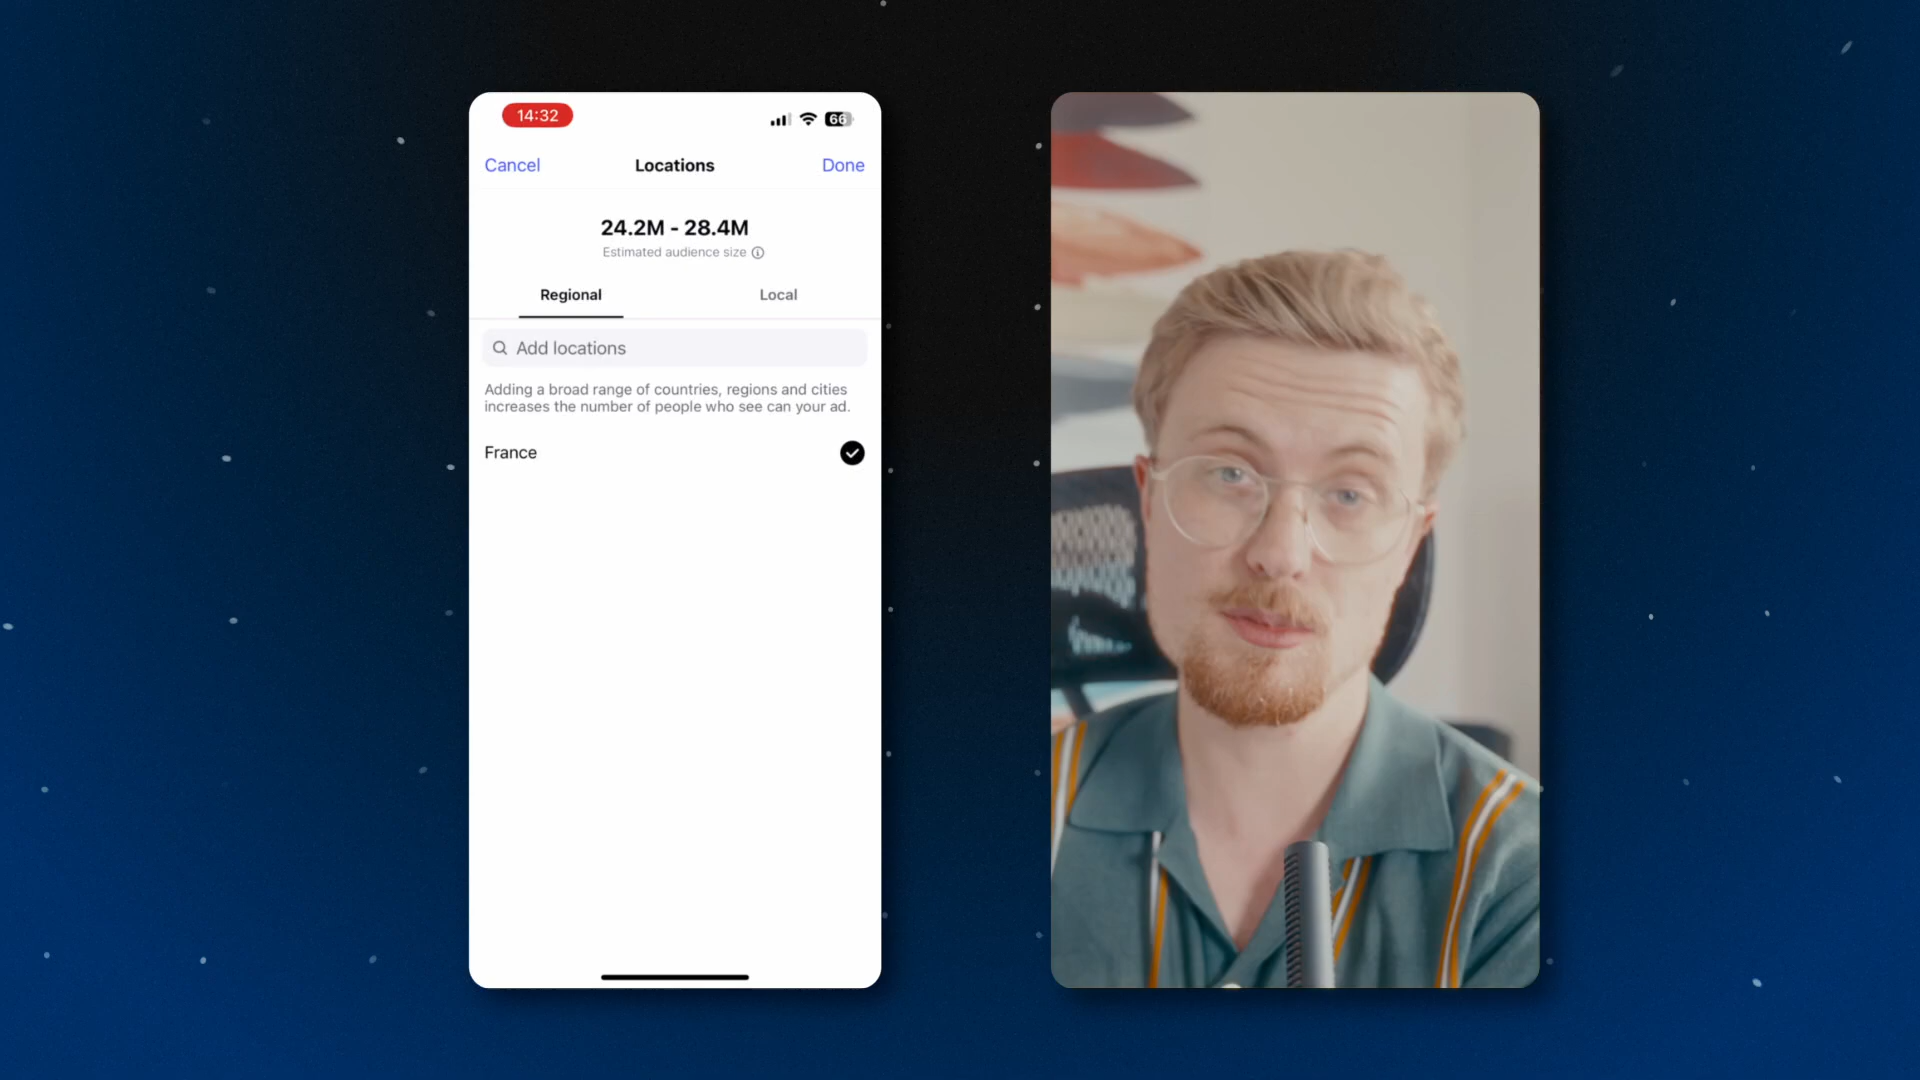 14:32
66
Cancel
Locations
Done
24.2M - 28.4M
Estimated audience size
Regional
Local
Add locations
Adding a broad range of countries, regions and cities
increases the number of people who see can your ad.
France